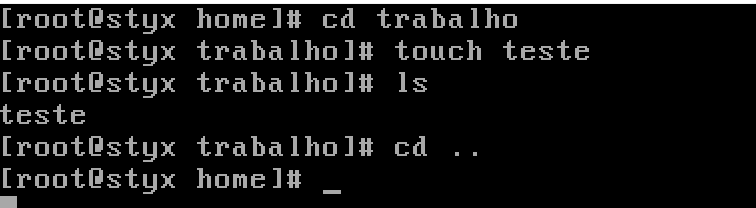 [root@styx home]# cd trabalho
[root@styx trabalho]# touch teste
[root@styx trabalho]# ls
teste
[root@styx trabalho]# cd ..
[root@styx home]# _